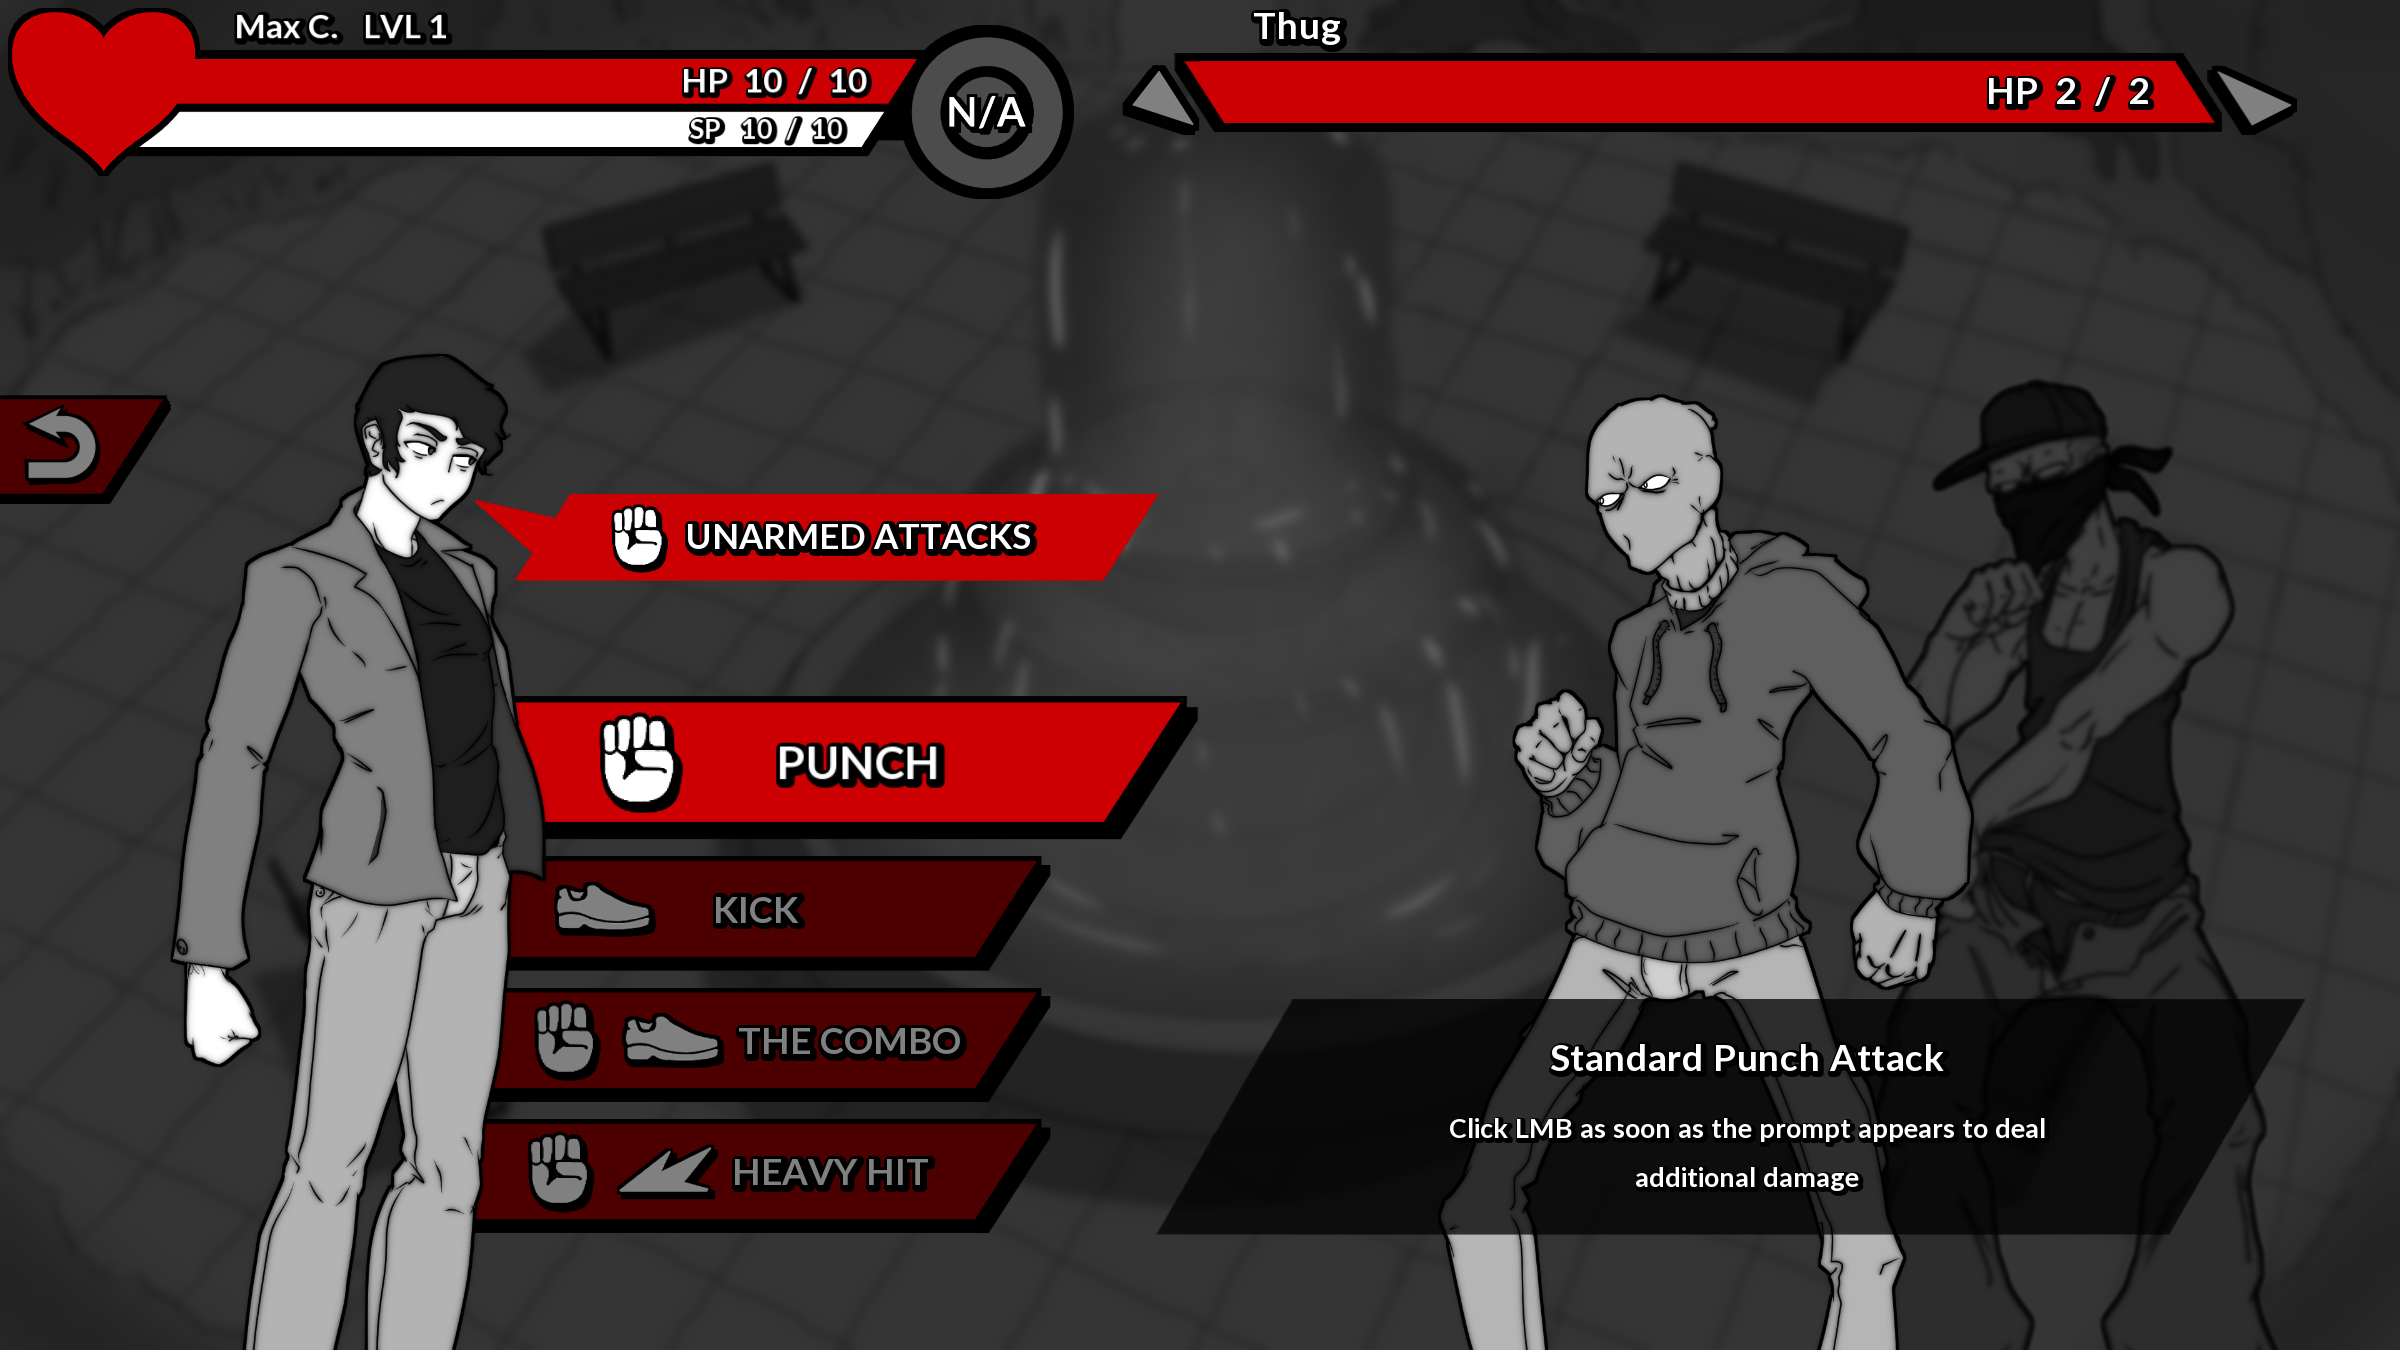 Max C. LVL 1
HP 10 / 10
SP 10 / 10
N/A
Thug
HP 2 / 2
UNARMED ATTACKS
PUNCH
KICK
THE COMBO
HEAVY HIT
Standard Punch Attack
Click LMB as soon as the prompt appears to deal
additional damage